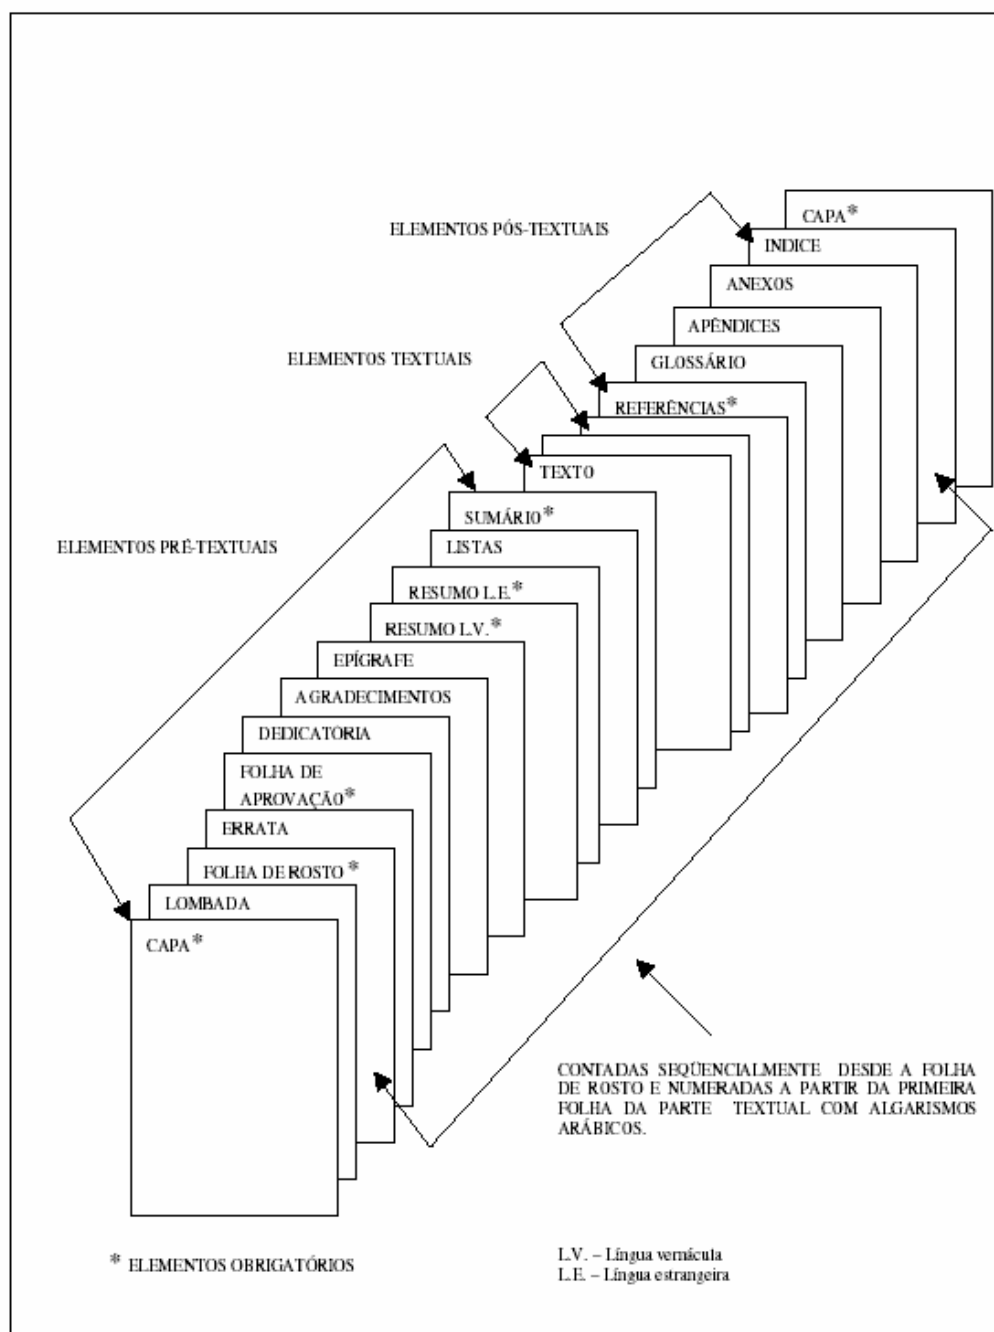 CAPA*
ELEMENTOS PÓS-TEXTUAIS
INDICE
ANEXOS
APÊNDICES
ELEMENTOS TEXTUAIS
GLOSSÁRIO
REFERÊNCIAS*
TEXTO
SUMÁRIO*
ELEMENTOS PRÉ-TEXTUAIS
LISTAS
RESUMO L.E.*
RESUMO L.V.*
EPÍGRAFE
AGRADECIMENTOS
DEDICATÓRIA
FOLHA DE
APROVAÇÃO*
ERRATA
FOLHA DE ROSTO*
LOMBADA
CAPA*
CONTADAS SEQÜENCIALMENTE DESDE A FOLHA
DE ROSTO E NUMERADAS A PARTIR DA PRIMEIRA
FOLHA DA PARTE TEXTUAL COM ALGARISMOS
ARÁBICOS.
* ELEMENTOS OBRIGATÓRIOS
L.V. – Língua vernácula
L.E. – Língua estrangeira